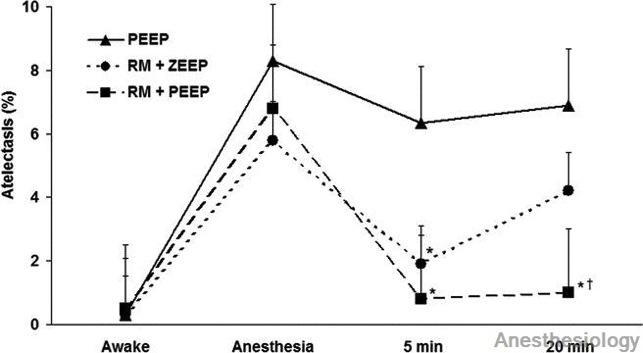 10
8
6
4
2
0
Atelectasis (%)
PEEP
RM + ZEEP
RM + PEEP
*
*
*†
Awake
Anesthesia
5 min
20 min
Anesthesiology